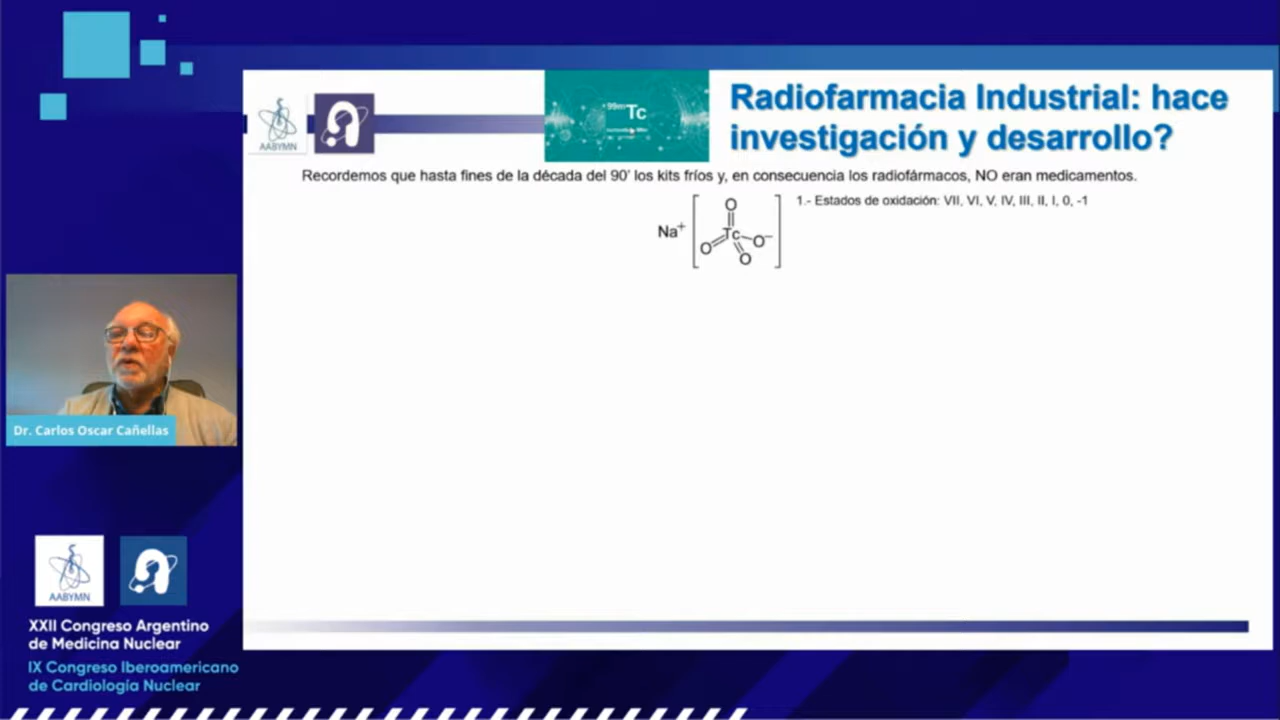 AABYMN
99m Tc
Radiofarmacia Industrial: hace
investigación y desarrollo?
Recordemos que hasta fines de la década del 90' los kits fríos y, en consecuencia los radiofármacos, NO eran medicamentos.
1.- Estados de oxidación: VII, VI, V, IV, III, II, I, 0, -1
Na+
O
Tc
O
O−
O
Dr. Carlos Oscar Cañellas
AABYMN
XXII Congreso Argentino
de Medicina Nuclear
IX Congreso Iberoamericano
de Cardiología Nuclear